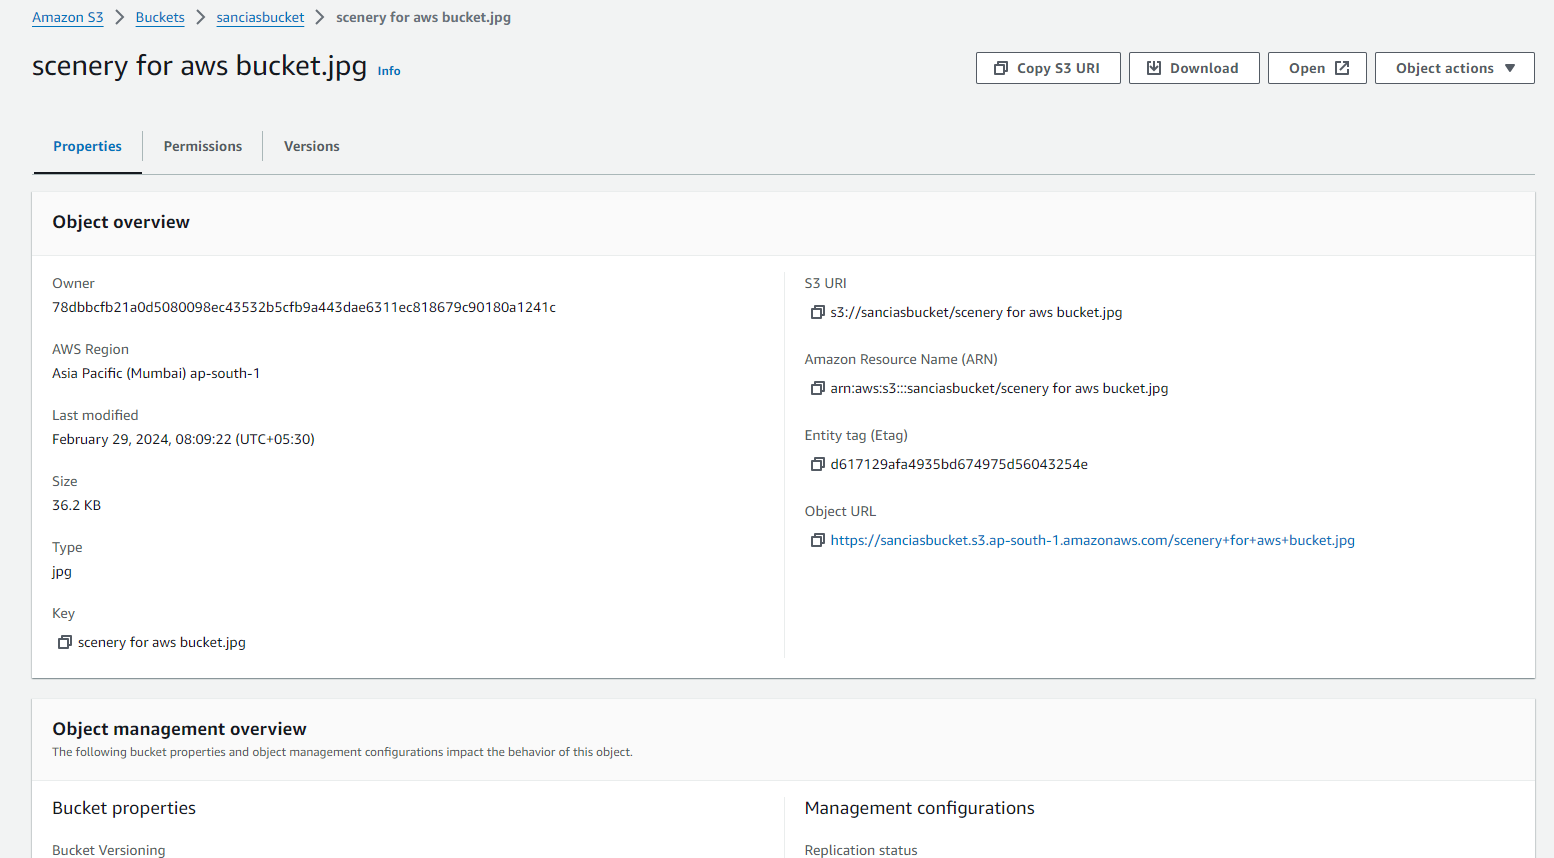 Amazon S3 > Buckets > sanciasbucket > scenery for aws bucket.jpg
scenery for aws bucket.jpg Info
Copy S3 URI Download Open Object actions
Properties Permissions Versions
Object overview
Owner
78dbbcfb21a0d5080098ec43532b5cfb9a443dae6311ec818679c90180a1241c
AWS Region
Asia Pacific (Mumbai) ap-south-1
Last modified
February 29, 2024, 08:09:22 (UTC+05:30)
Size
36.2 KB
Type
jpg
Key
scenery for aws bucket.jpg
S3 URI
s3://sanciasbucket/scenery for aws bucket.jpg
Amazon Resource Name (ARN)
arn:aws:s3:::sanciasbucket/scenery for aws bucket.jpg
Entity tag (Etag)
d617129afa4935bd674975d56043254e
Object URL
https://sanciasbucket.s3.ap-south-1.amazonaws.com/scenery+for+aws+bucket.jpg
Object management overview
The following bucket properties and object management configurations impact the behavior of this object.
Bucket properties
Bucket Versioning
Management configurations
Replication status